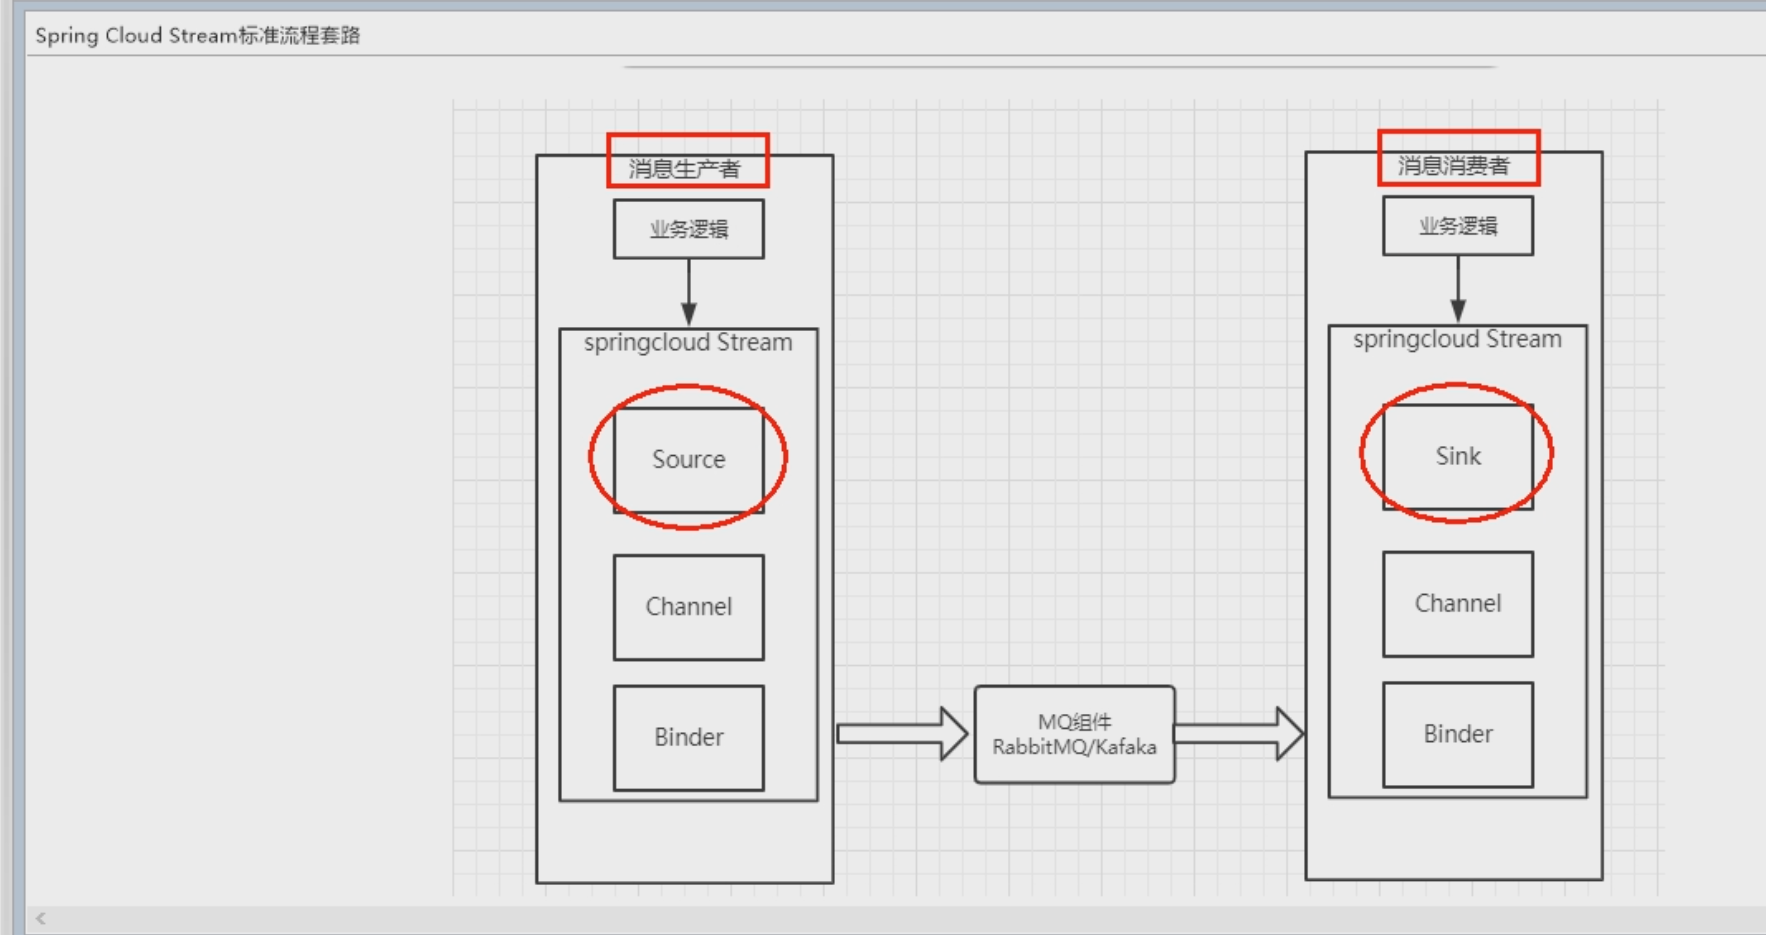 Spring Cloud Stream标准流程套路
消息生产者
业务逻辑
springcloud Stream
Source
Channel
Binder
MQ组件
RabbitMQ/Kafaka
消息消费者
业务逻辑
springcloud Stream
Sink
Channel
Binder